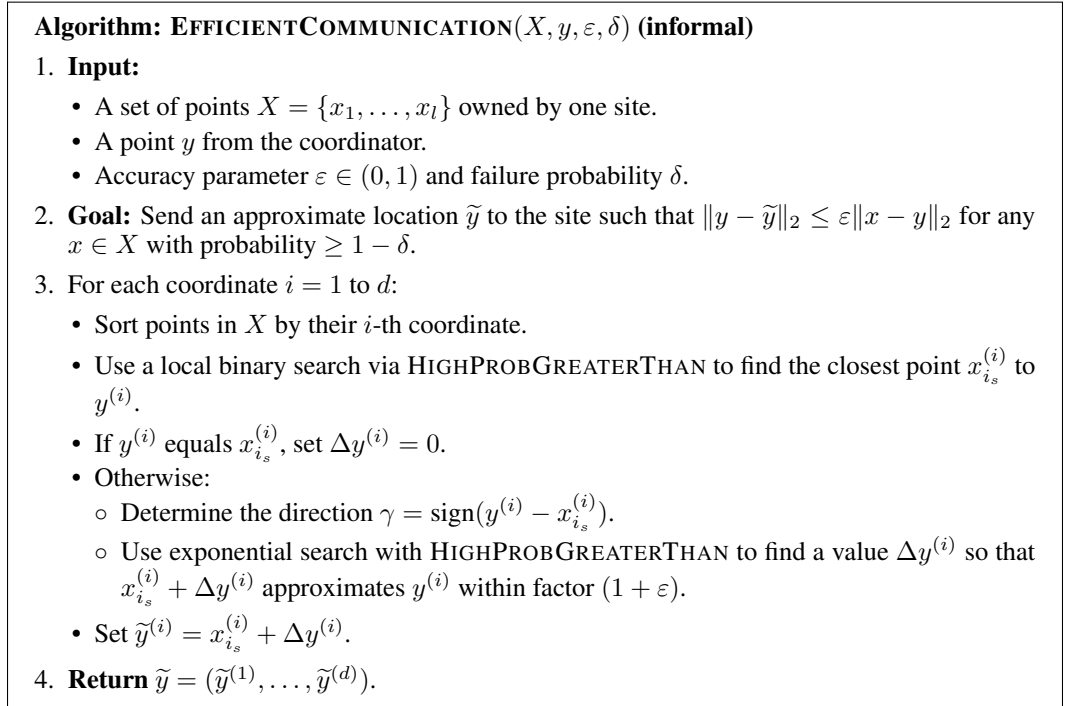 Algorithm: EFFICIENTCOMMUNICATION(X, y, ε, δ) (informal)
1. Input:
• A set of points X = {x_1, . . . , x_l} owned by one site.
• A point y from the coordinator.
• Accuracy parameter ε ∈ (0, 1) and failure probability δ.
2. Goal: Send an approximate location ỹ to the site such that ‖y − ỹ‖_2 ≤ ε‖x − y‖_2 for any
x ∈ X with probability ≥ 1 − δ.
3. For each coordinate i = 1 to d:
• Sort points in X by their i-th coordinate.
• Use a local binary search via HIGHPROBGREATERTHAN to find the closest point x_{i_s}^{(i)} to
y^{(i)}.
• If y^{(i)} equals x_{i_s}^{(i)}, set Δy^{(i)} = 0.
• Otherwise:
◦ Determine the direction γ = sign(y^{(i)} − x_{i_s}^{(i)}).
◦ Use exponential search with HIGHPROBGREATERTHAN to find a value Δy^{(i)} so that
x_{i_s}^{(i)} + Δy^{(i)} approximates y^{(i)} within factor (1 + ε).
• Set ỹ^{(i)} = x_{i_s}^{(i)} + Δy^{(i)}.
4. Return ỹ = (ỹ^{(1)}, . . . , ỹ^{(d)}).